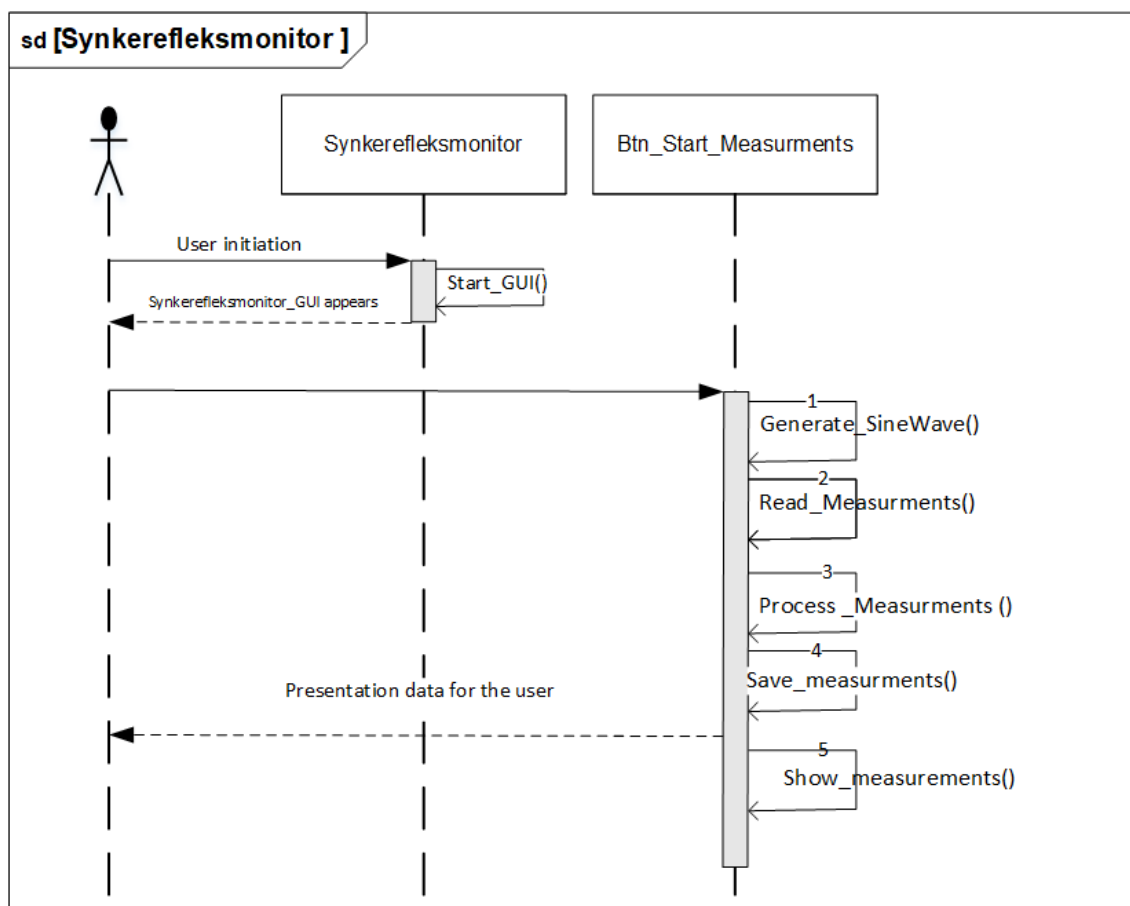 sd [Synkerefleksmonitor ]
Synkerefleksmonitor
Btn_Start_Measurments
User initiation
Start_GUI()
Synkerefleksmonitor_GUI appears
1
Generate_SineWave()
2
Read_Measurments()
3
Process _Measurments ()
4
Save_measurments()
Presentation data for the user
5
Show_measurements()